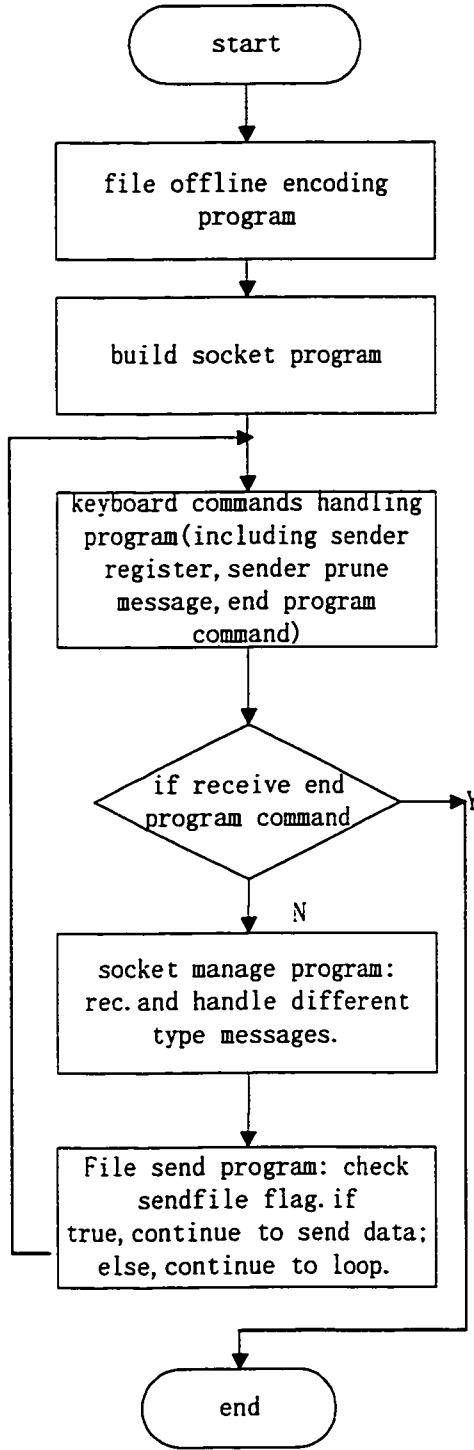 start
file offline encoding
program
build socket program
keyboard commands handling
program(including sender
register, sender prune
message, end program
command)
if receive end
program command
Y
N
socket manage program:
rec. and handle different
type messages.
File send program: check
sendfile flag. if
true, continue to send data;
else, continue to loop.
end